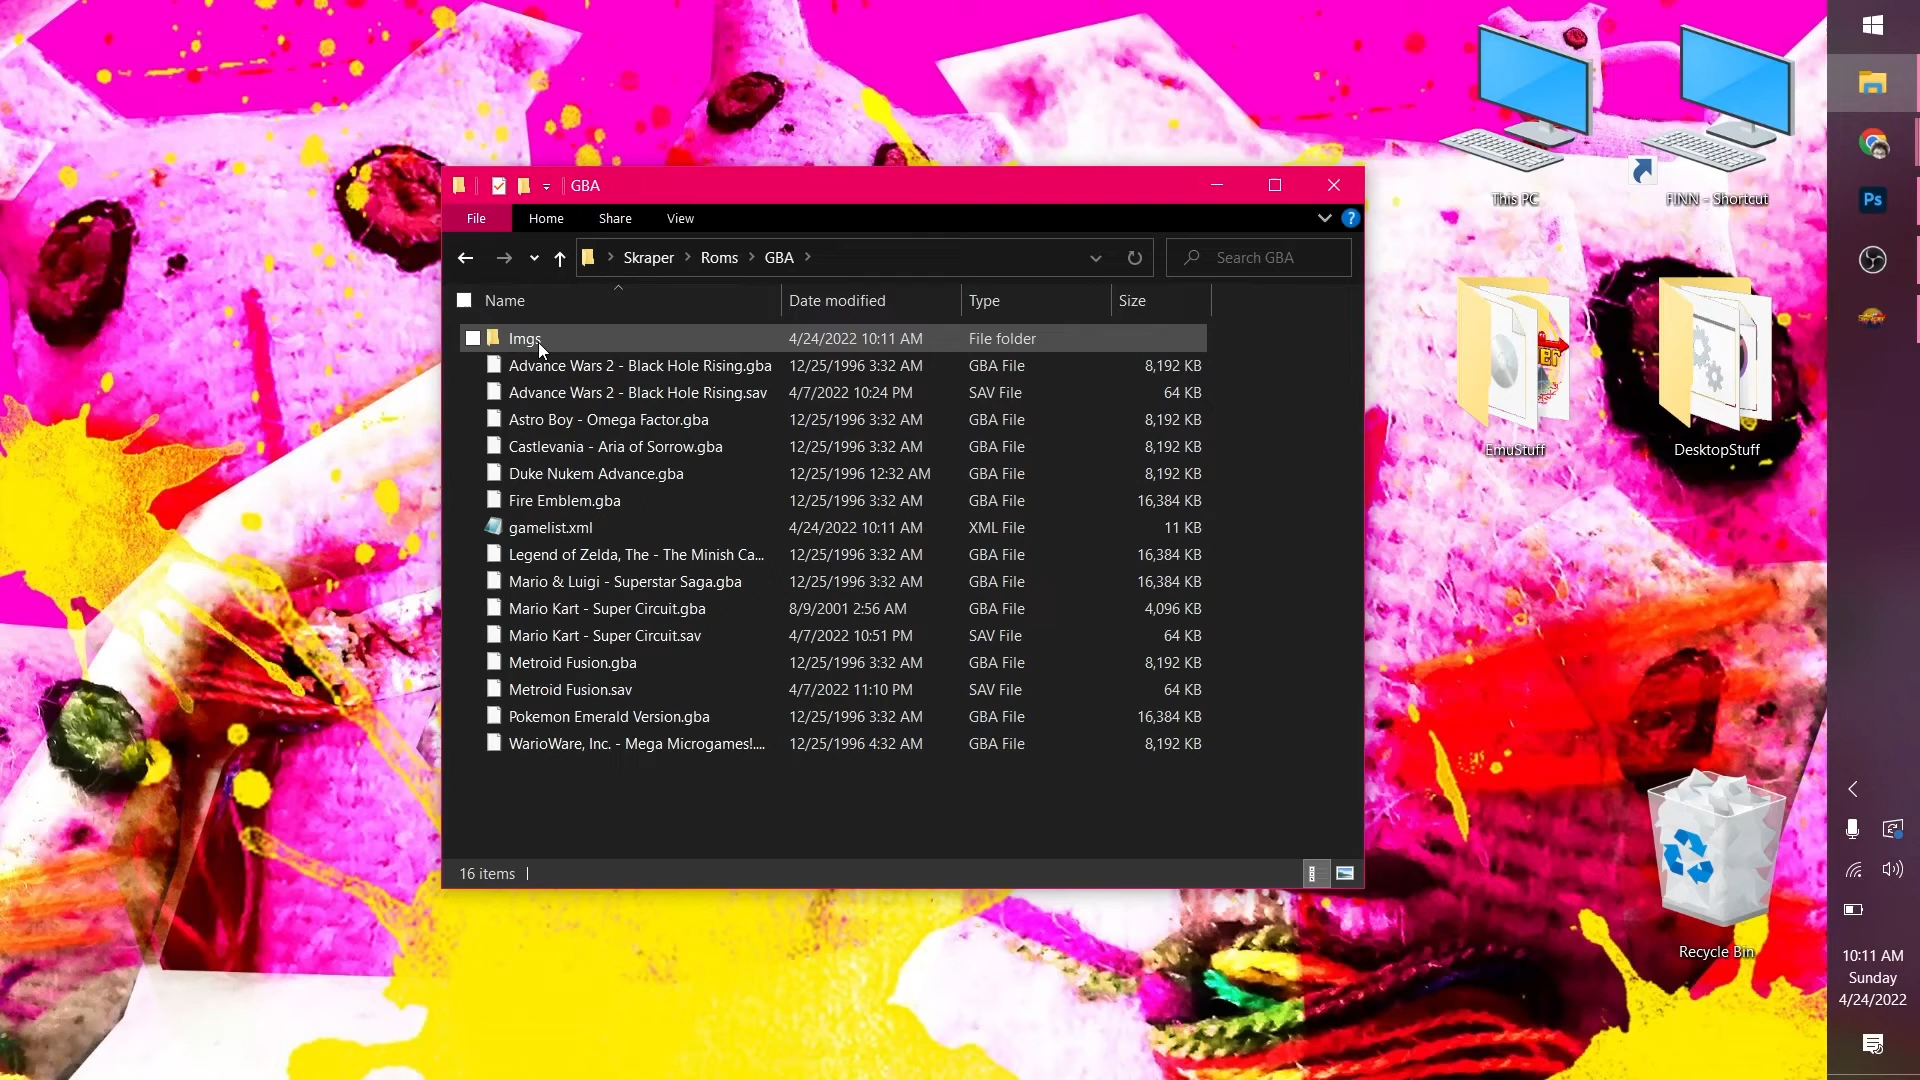 This PC
FINN - Shortcut
GBA
File Home Share View
?
Skraper Roms GBA
Search GBA
Name Date modified Type Size
Imgs 4/24/2022 10:11 AM File folder
Advance Wars 2 - Black Hole Rising.gba 12/25/1996 3:32 AM GBA File 8,192 KB
Advance Wars 2 - Black Hole Rising.sav 4/7/2022 10:24 PM SAV File 64 KB
Astro Boy - Omega Factor.gba 12/25/1996 3:32 AM GBA File 8,192 KB
Castlevania - Aria of Sorrow.gba 12/25/1996 3:32 AM GBA File 8,192 KB
Duke Nukem Advance.gba 12/25/1996 12:32 AM GBA File 8,192 KB
Fire Emblem.gba 12/25/1996 3:32 AM GBA File 16,384 KB
gamelist.xml 4/24/2022 10:11 AM XML File 11 KB
Legend of Zelda, The - The Minish Ca... 12/25/1996 3:32 AM GBA File 16,384 KB
Mario & Luigi - Superstar Saga.gba 12/25/1996 3:32 AM GBA File 16,384 KB
Mario Kart - Super Circuit.gba 8/9/2001 2:56 AM GBA File 4,096 KB
Mario Kart - Super Circuit.sav 4/7/2022 10:51 PM SAV File 64 KB
Metroid Fusion.gba 12/25/1996 3:32 AM GBA File 8,192 KB
Metroid Fusion.sav 4/7/2022 11:10 PM SAV File 64 KB
Pokemon Emerald Version.gba 12/25/1996 3:32 AM GBA File 16,384 KB
WarioWare, Inc. - Mega Microgames!.... 12/25/1996 4:32 AM GBA File 8,192 KB
16 items
EmuStuff
DesktopStuff
Recycle Bin
Ps
10:11 AM
Sunday
4/24/2022